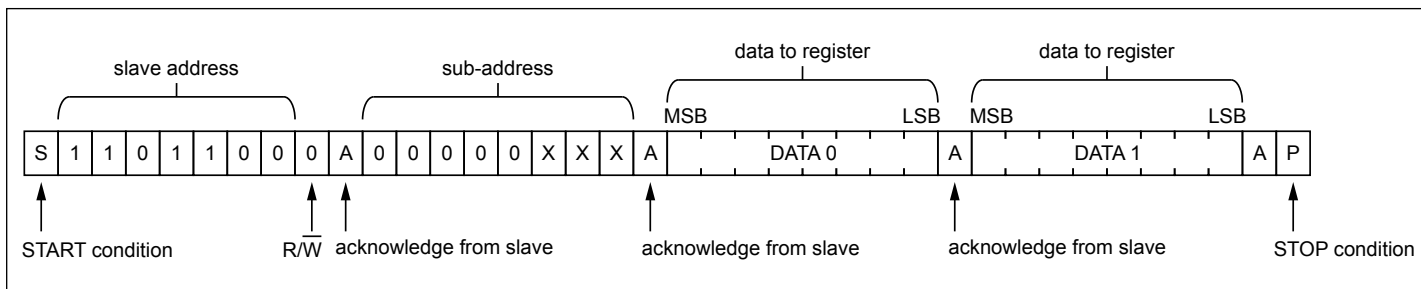 data to register data to register
slave address sub-address
MSB LSB MSB LSB
S 1 1 0 1 1 0 0 0 A 0 0 0 0 0 X X X A DATA 0 A DATA 1 A P
START condition R/W̅ acknowledge from slave acknowledge from slave acknowledge from slave STOP condition